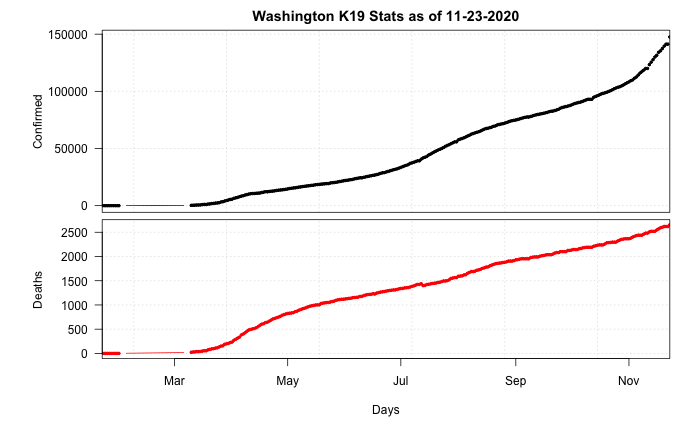 Washington K19 Stats as of 11-23-2020
Confirmed
150000
100000
50000
0
Deaths
2500
2000
1500
1000
500
0
Mar May Jul Sep Nov
Days